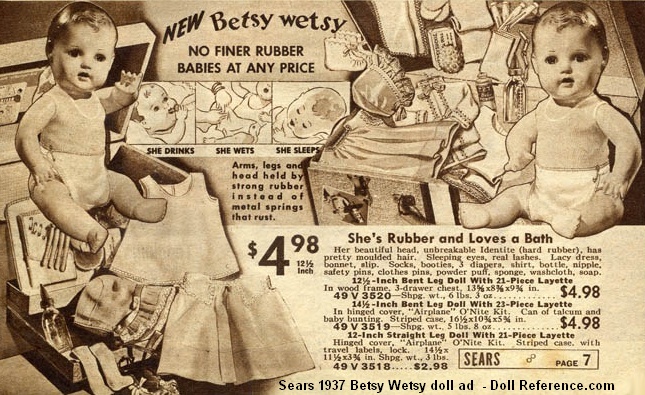 NEW Betsy wetsy
NO FINER RUBBER
BABIES AT ANY PRICE
SHE DRINKS SHE WETS SHE SLEEPS
Arms, legs and
head held by
strong rubber
instead of
metal springs
that rust.
$4.98
12½
Inch
She's Rubber and Loves a Bath
Her beautiful head, unbreakable Identite (hard rubber), has
pretty moulded hair. Sleeping eyes, real lashes. Lacy dress,
bonnet, slip. Socks, booties, 3 diapers, shirt, bottle, nipple,
safety pins, clothes pins, powder puff, sponge, washcloth, soap.
12½-Inch Bent Leg Doll With 21-Piece Layette
In wood frame, 3-drawer chest, 13⅜x8¾x9¾ in.
49 V 3520—Shpg. wt., 6 lbs. 3 oz. $4.98
14½-Inch Bent Leg Doll With 23-Piece Layette
In hinged cover, "Airplane" O'Nite Kit. Can of talcum and
baby bunting. Striped case, 16½x10¾x5¾ in.
49 V 3519—Shpg. wt., 5 lbs. 8 oz. $4.98
12-Inch Straight Leg Doll With 21-Piece Layette
Hinged cover, "Airplane" O'Nite Kit. Striped case, with
travel labels, lock. 14½x
11½x3¾ in. Shpg. wt., 3 lbs.
49 V 3518.....$2.98
SEARS PAGE 7
Sears 1937 Betsy Wetsy doll ad - Doll Reference.com